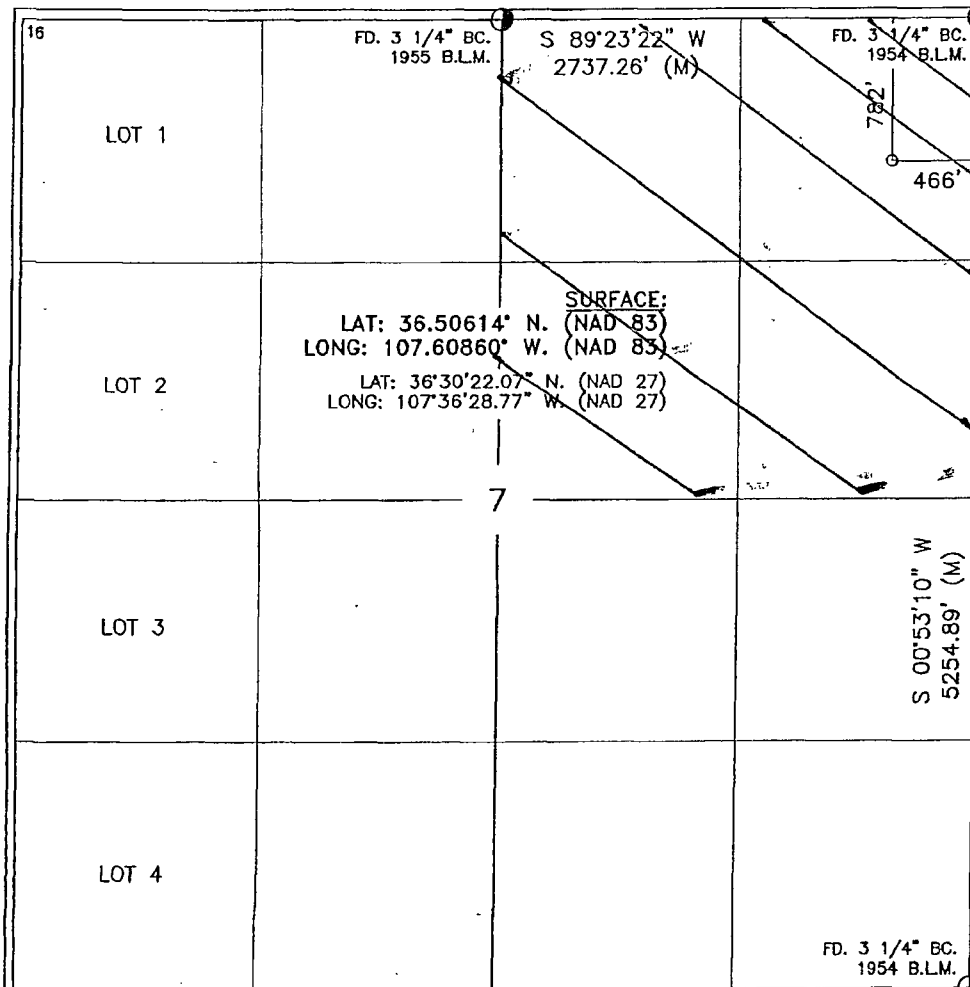 16
FD. 3 1/4" BC.
1955 B.L.M.
S 89°23'22" W
2737.26' (M)
FD. 3 1/4" BC.
1954 B.L.M.
782'
466'
LOT 1
SURFACE:
LAT: 36.50614° N. (NAD 83)
LONG: 107.60860° W. (NAD 83)
LAT: 36°30'22.07" N. (NAD 27)
LONG: 107°36'28.77" W. (NAD 27)
LOT 2
7
S 00°53'10" W
5254.89' (M)
LOT 3
LOT 4
FD. 3 1/4" BC.
1954 B.L.M.